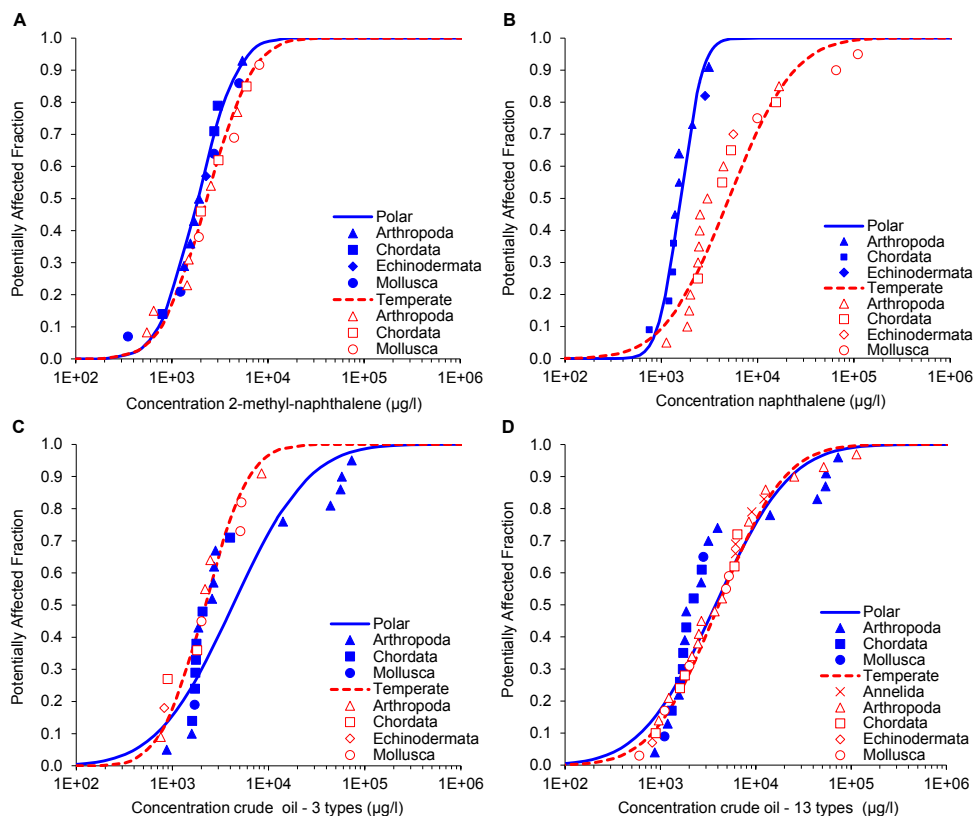 A
Potentially Affected Fraction
1.0
0.9
0.8
0.7
0.6
0.5
0.4
0.3
0.2
0.1
0.0
Polar
Arthropoda
Chordata
Echinodermata
Mollusca
Temperate
Arthropoda
Chordata
Mollusca
1E+02 1E+03 1E+04 1E+05 1E+06
Concentration 2-methyl-naphthalene (µg/l)
B
Potentially Affected Fraction
1.0
0.9
0.8
0.7
0.6
0.5
0.4
0.3
0.2
0.1
0.0
Polar
Arthropoda
Chordata
Echinodermata
Temperate
Arthropoda
Chordata
Echinodermata
Mollusca
1E+02 1E+03 1E+04 1E+05 1E+06
Concentration naphthalene (µg/l)
C
Potentially Affected Fraction
1.0
0.9
0.8
0.7
0.6
0.5
0.4
0.3
0.2
0.1
0.0
Polar
Arthropoda
Chordata
Mollusca
Temperate
Arthropoda
Chordata
Echinodermata
Mollusca
1E+02 1E+03 1E+04 1E+05 1E+06
Concentration crude oil - 3 types (µg/l)
D
Potentially Affected Fraction
1.0
0.9
0.8
0.7
0.6
0.5
0.4
0.3
0.2
0.1
0.0
Polar
Arthropoda
Chordata
Mollusca
Temperate
Annelida
Arthropoda
Chordata
Echinodermata
Mollusca
1E+02 1E+03 1E+04 1E+05 1E+06
Concentration crude oil - 13 types (µg/l)